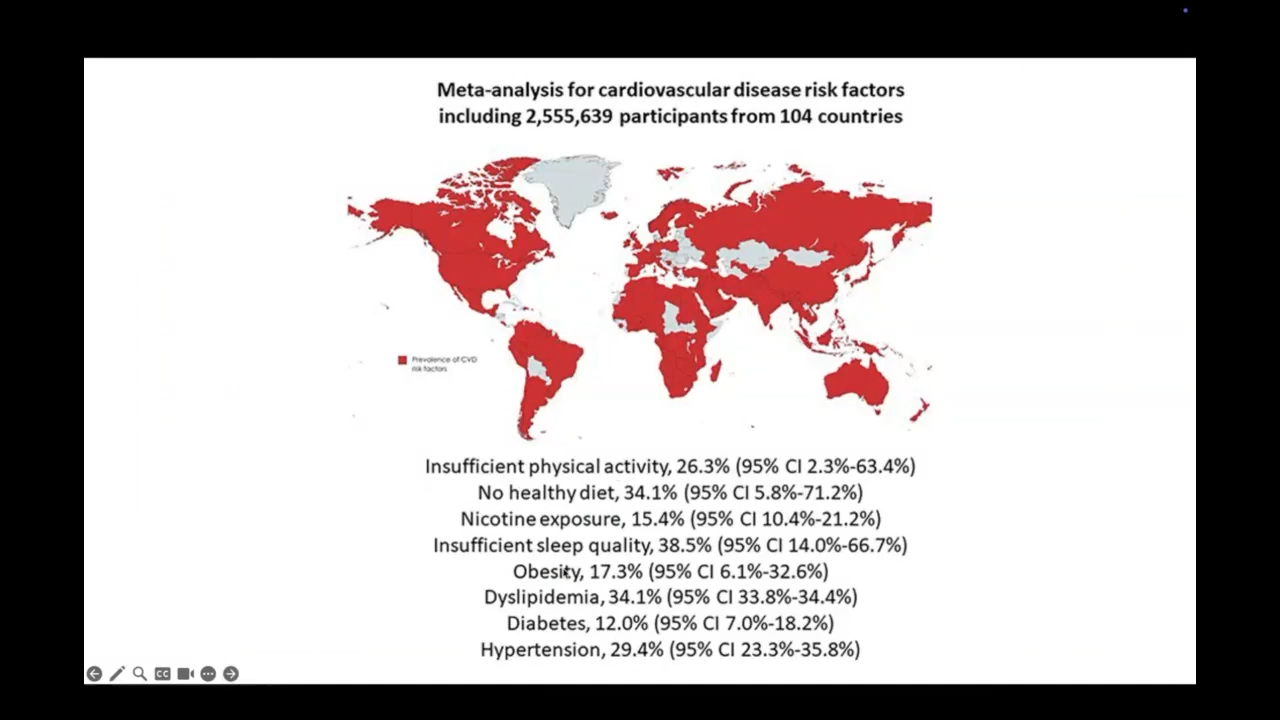 Meta-analysis for cardiovascular disease risk factors
including 2,555,639 participants from 104 countries
Prevalence of CVD
risk factors
Insufficient physical activity, 26.3% (95% CI 2.3%-63.4%)
No healthy diet, 34.1% (95% CI 5.8%-71.2%)
Nicotine exposure, 15.4% (95% CI 10.4%-21.2%)
Insufficient sleep quality, 38.5% (95% CI 14.0%-66.7%)
Obesity, 17.3% (95% CI 6.1%-32.6%)
Dyslipidemia, 34.1% (95% CI 33.8%-34.4%)
Diabetes, 12.0% (95% CI 7.0%-18.2%)
Hypertension, 29.4% (95% CI 23.3%-35.8%)
CC